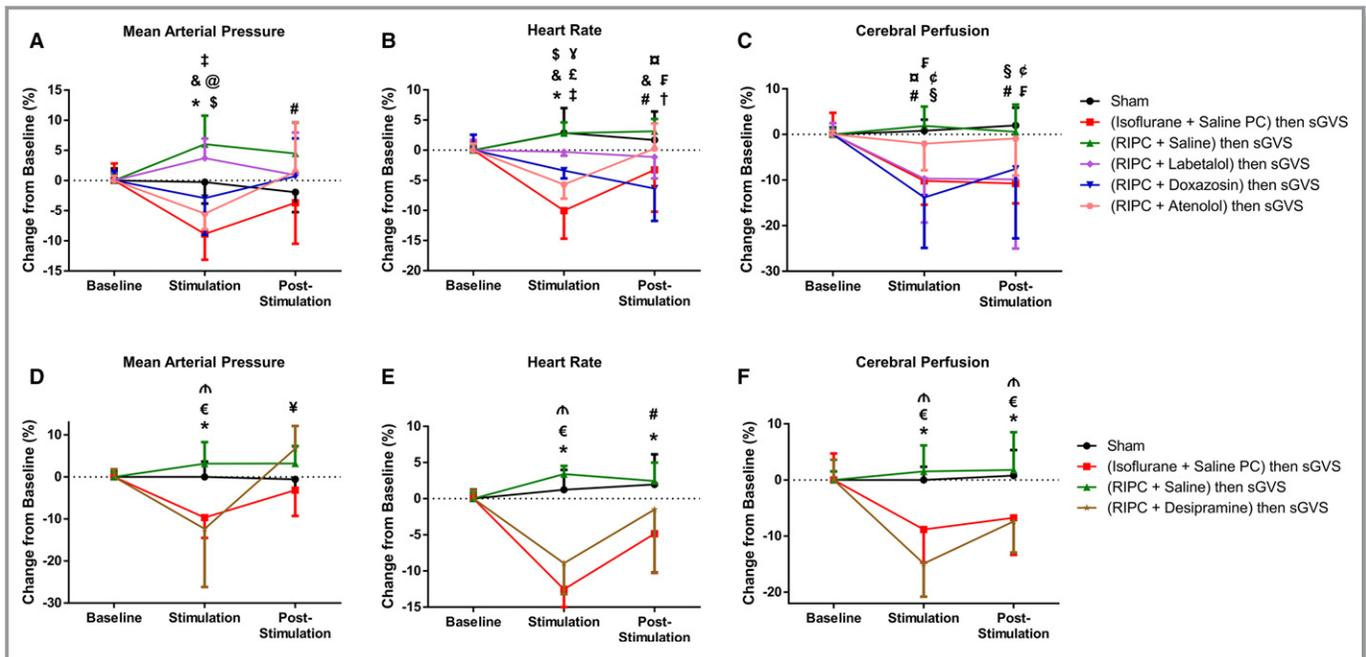 A
Mean Arterial Pressure
‡
& @
* $
#
Change from Baseline (%)
15
10
5
0
-5
-10
-15
Baseline
Stimulation
Post-
Stimulation
B
Heart Rate
$ ¥
& £
* ‡
¤
& ₣
# †
Change from Baseline (%)
10
5
0
-5
-10
-15
-20
Baseline
Stimulation
Post-
Stimulation
C
Cerebral Perfusion
₣
¤ ¢
# §
§ ¢
# ₣
Change from Baseline (%)
10
0
-10
-20
-30
Baseline
Stimulation
Post-
Stimulation
Sham
(Isoflurane + Saline PC) then sGVS
(RIPC + Saline) then sGVS
(RIPC + Labetalol) then sGVS
(RIPC + Doxazosin) then sGVS
(RIPC + Atenolol) then sGVS
D
Mean Arterial Pressure
€
*
¥
Change from Baseline (%)
10
0
-10
-20
-30
Baseline
Stimulation
Post-
Stimulation
E
Heart Rate
€
*
#
*
Change from Baseline (%)
10
5
0
-5
-10
-15
Baseline
Stimulation
Post-
Stimulation
F
Cerebral Perfusion
€
*
€
*
Change from Baseline (%)
10
0
-10
-20
Baseline
Stimulation
Post-
Stimulation
Sham
(Isoflurane + Saline PC) then sGVS
(RIPC + Saline) then sGVS
(RIPC + Desipramine) then sGVS